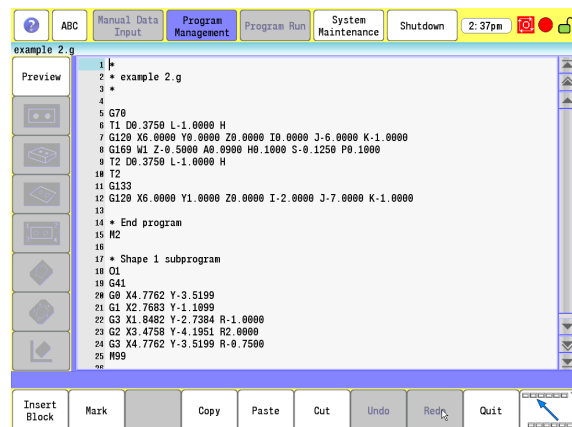 ?
ABC
Manual Data
Input
Program
Management
Program Run
System
Maintenance
Shutdown
2:37pm
example 2.g
Preview
1 *
2 * example 2.g
3 *
4
5 G70
6 T1 D0.3750 L-1.0000 H
7 G120 X6.0000 Y0.0000 Z0.0000 I0.0000 J-6.0000 K-1.0000
8 G169 W1 Z-0.5000 A0.0900 H0.1000 S-0.1250 P0.1000
9 T2 D0.3750 L-1.0000 H
10 T2
11 G133
12 G120 X6.0000 Y1.0000 Z0.0000 I-2.0000 J-7.0000 K-1.0000
13
14 * End program
15 M2
16
17 * Shape 1 subprogram
18 O1
19 G41
20 G0 X4.7762 Y-3.5199
21 G1 X2.7683 Y-1.1099
22 G3 X1.8482 Y-2.7384 R-1.0000
23 G2 X3.4758 Y-4.1951 R2.0000
24 G3 X4.7762 Y-3.5199 R-0.7500
25 M99
26
Insert
Block
Mark
Copy
Paste
Cut
Undo
Redo
Quit